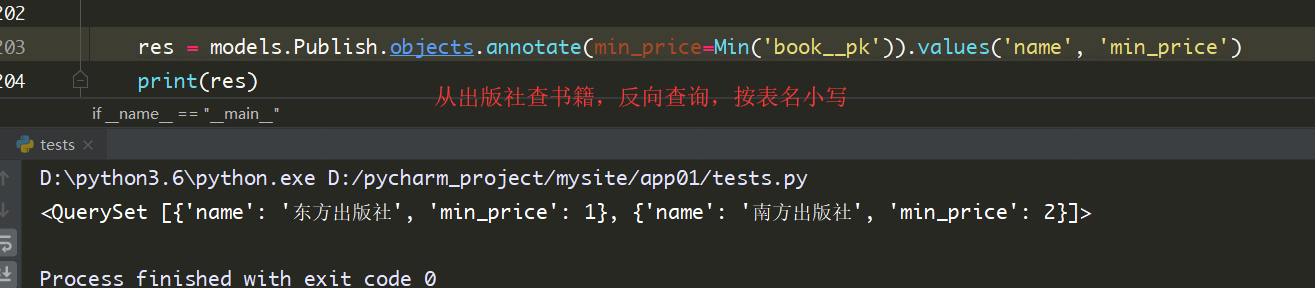 202
203 res = models.Publish.objects.annotate(min_price=Min('book__pk')).values('name', 'min_price')
204 print(res)
从出版社查书籍，反向查询，按表名小写
if __name__ == "__main__"
tests ×
D:\python3.6\python.exe D:/pycharm_project/mysite/app01/tests.py
<QuerySet [{'name': '东方出版社', 'min_price': 1}, {'name': '南方出版社', 'min_price': 2}]>
Process finished with exit code 0